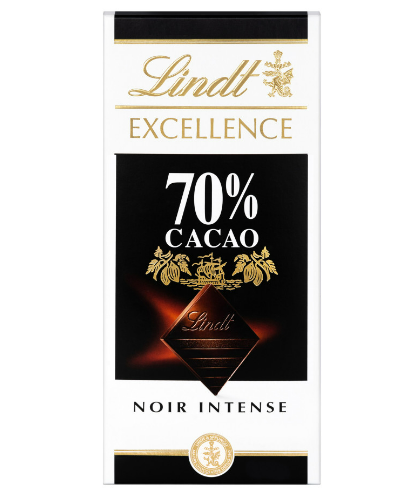 Lindt
EXCELLENCE
70%
CACAO
Lindt
NOIR INTENSE